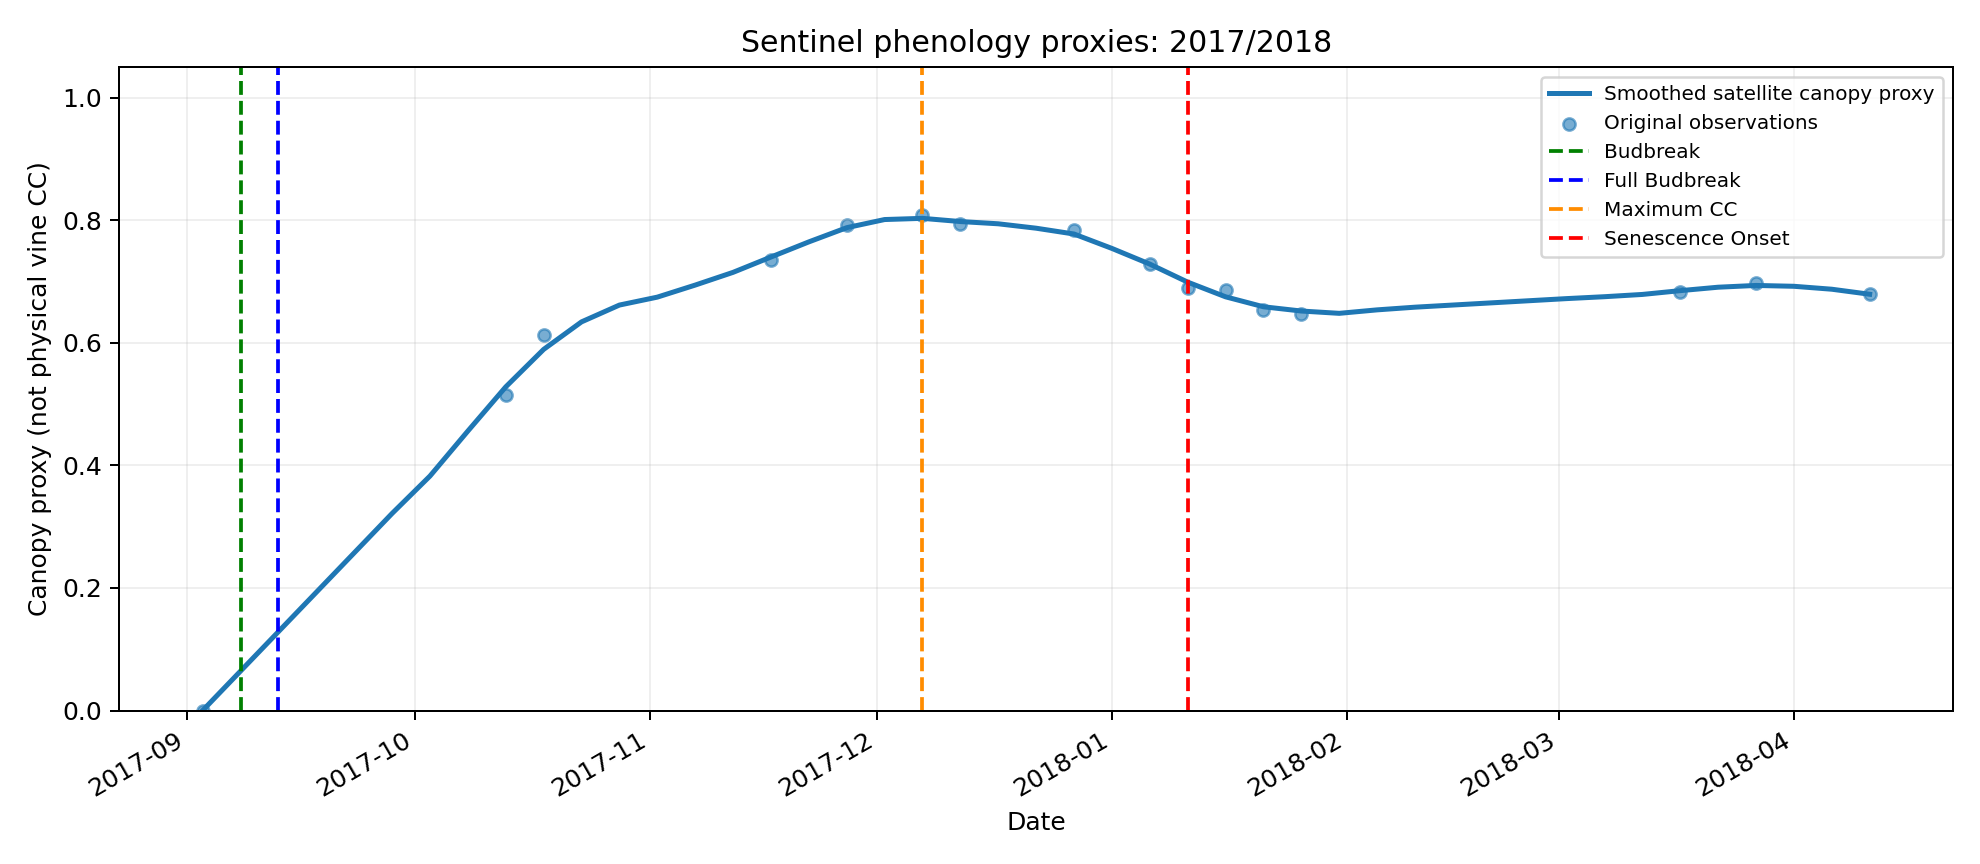 Sentinel phenology proxies: 2017/2018
Canopy proxy (not physical vine CC)
1.0
0.8
0.6
0.4
0.2
0.0
Smoothed satellite canopy proxy
Original observations
Budbreak
Full Budbreak
Maximum CC
Senescence Onset
2017-09
2017-10
2017-11
2017-12
2018-01
2018-02
2018-03
2018-04
Date